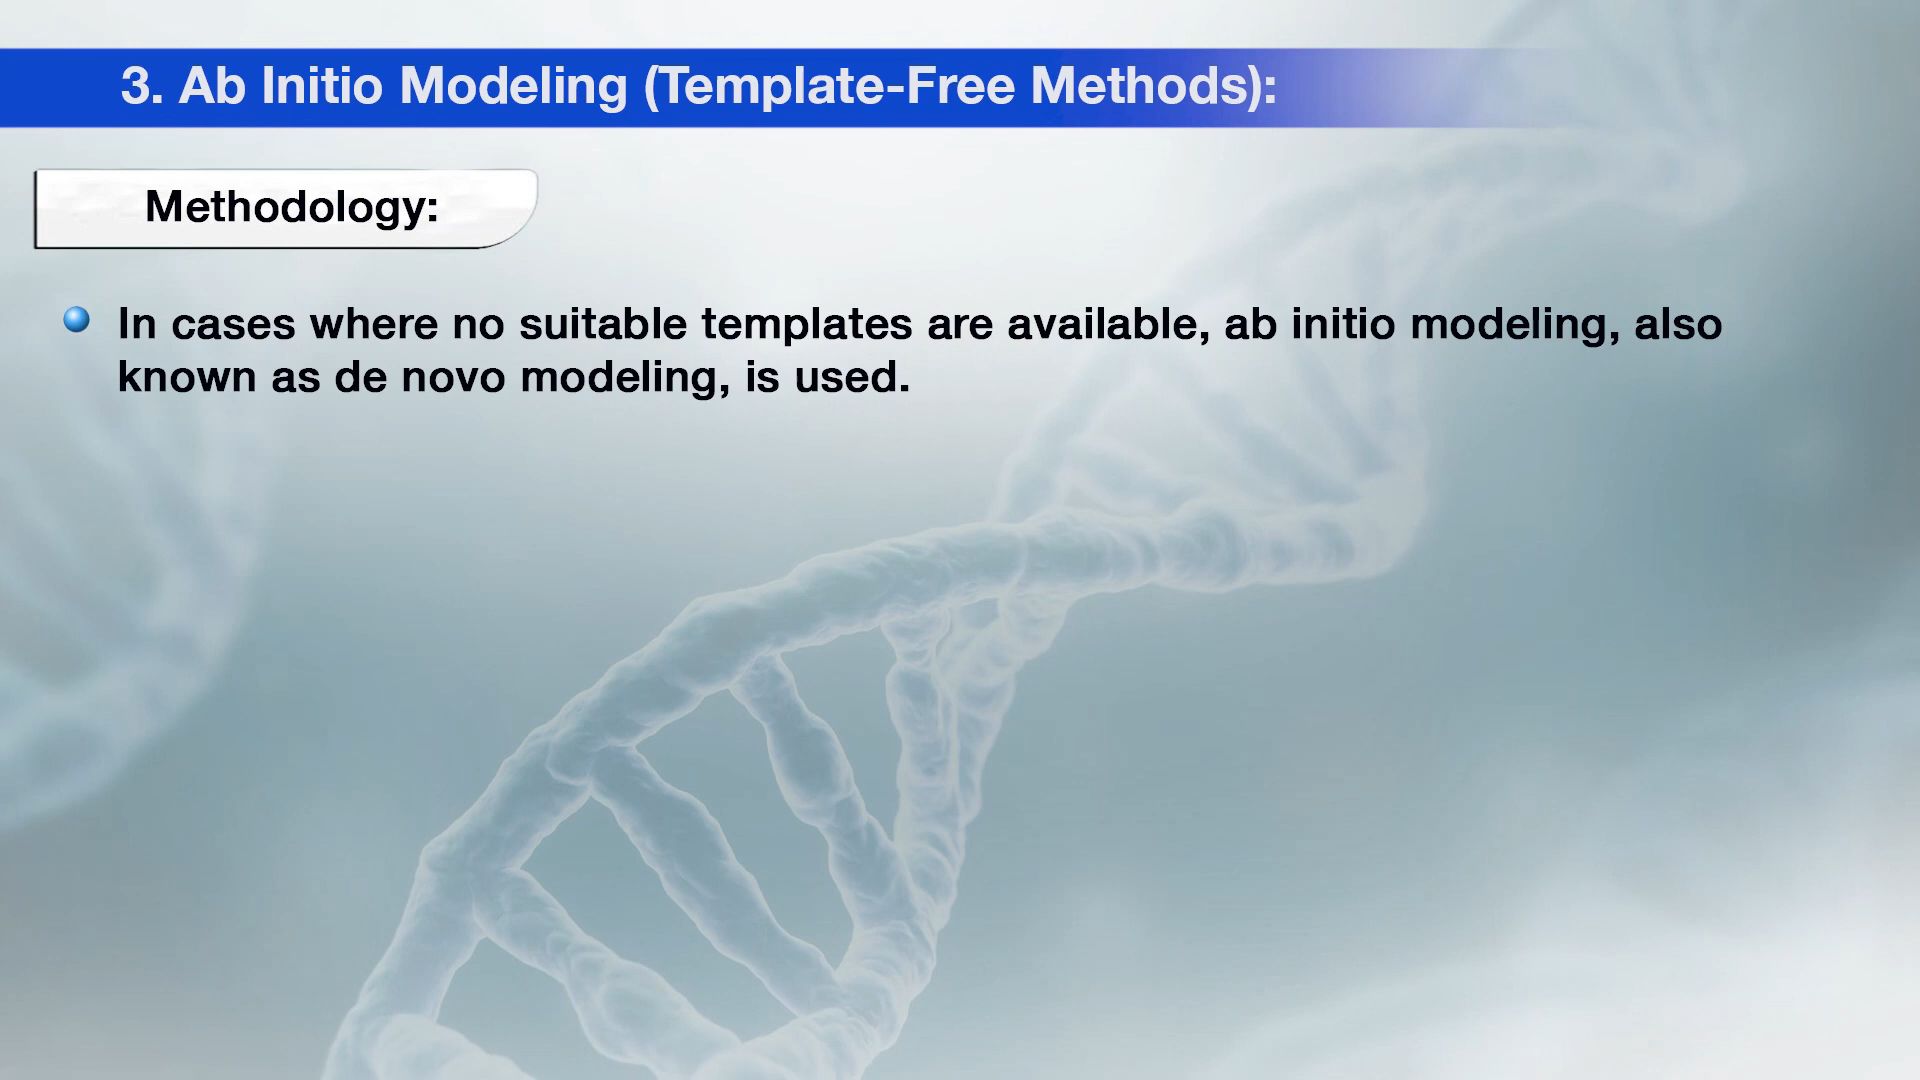 3. Ab Initio Modeling (Template-Free Methods):
Methodology:
In cases where no suitable templates are available, ab initio modeling, also
known as de novo modeling, is used.